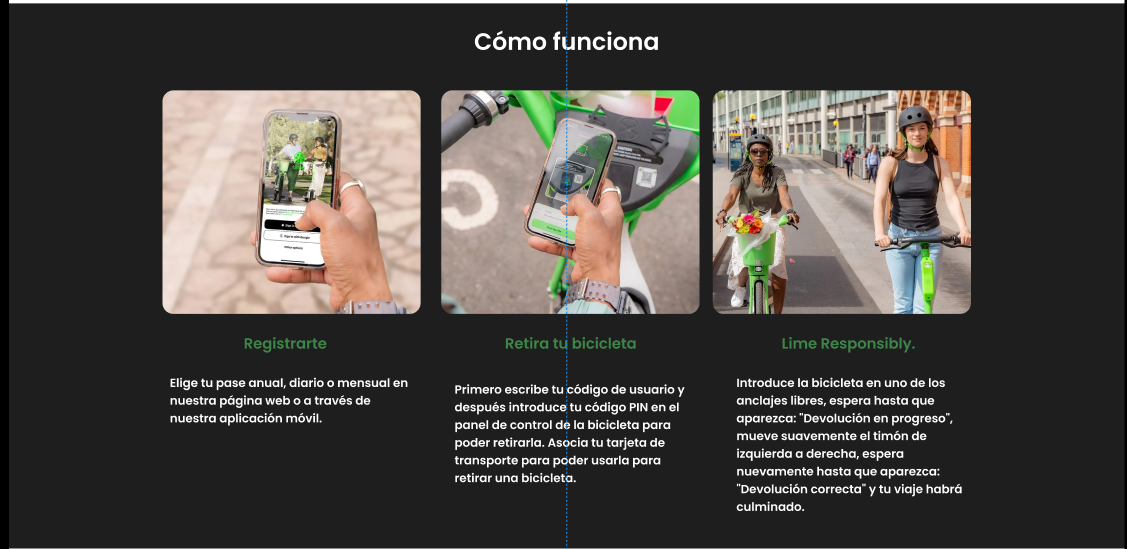 Cómo funciona
Registrarte
Elige tu pase anual, diario o mensual en
nuestra página web o a través de
nuestra aplicación móvil.
Retira tu bicicleta
Primero escribe tu código de usuario y
después introduce tu código PIN en el
panel de control de la bicicleta para
poder retirarla. Asocia tu tarjeta de
transporte para poder usarla para
retirar una bicicleta.
Lime Responsibly.
Introduce la bicicleta en uno de los
anclajes libres, espera hasta que
aparezca: "Devolución en progreso",
mueve suavemente el timón de
izquierda a derecha, espera
nuevamente hasta que aparezca:
"Devolución correcta" y tu viaje habrá
culminado.